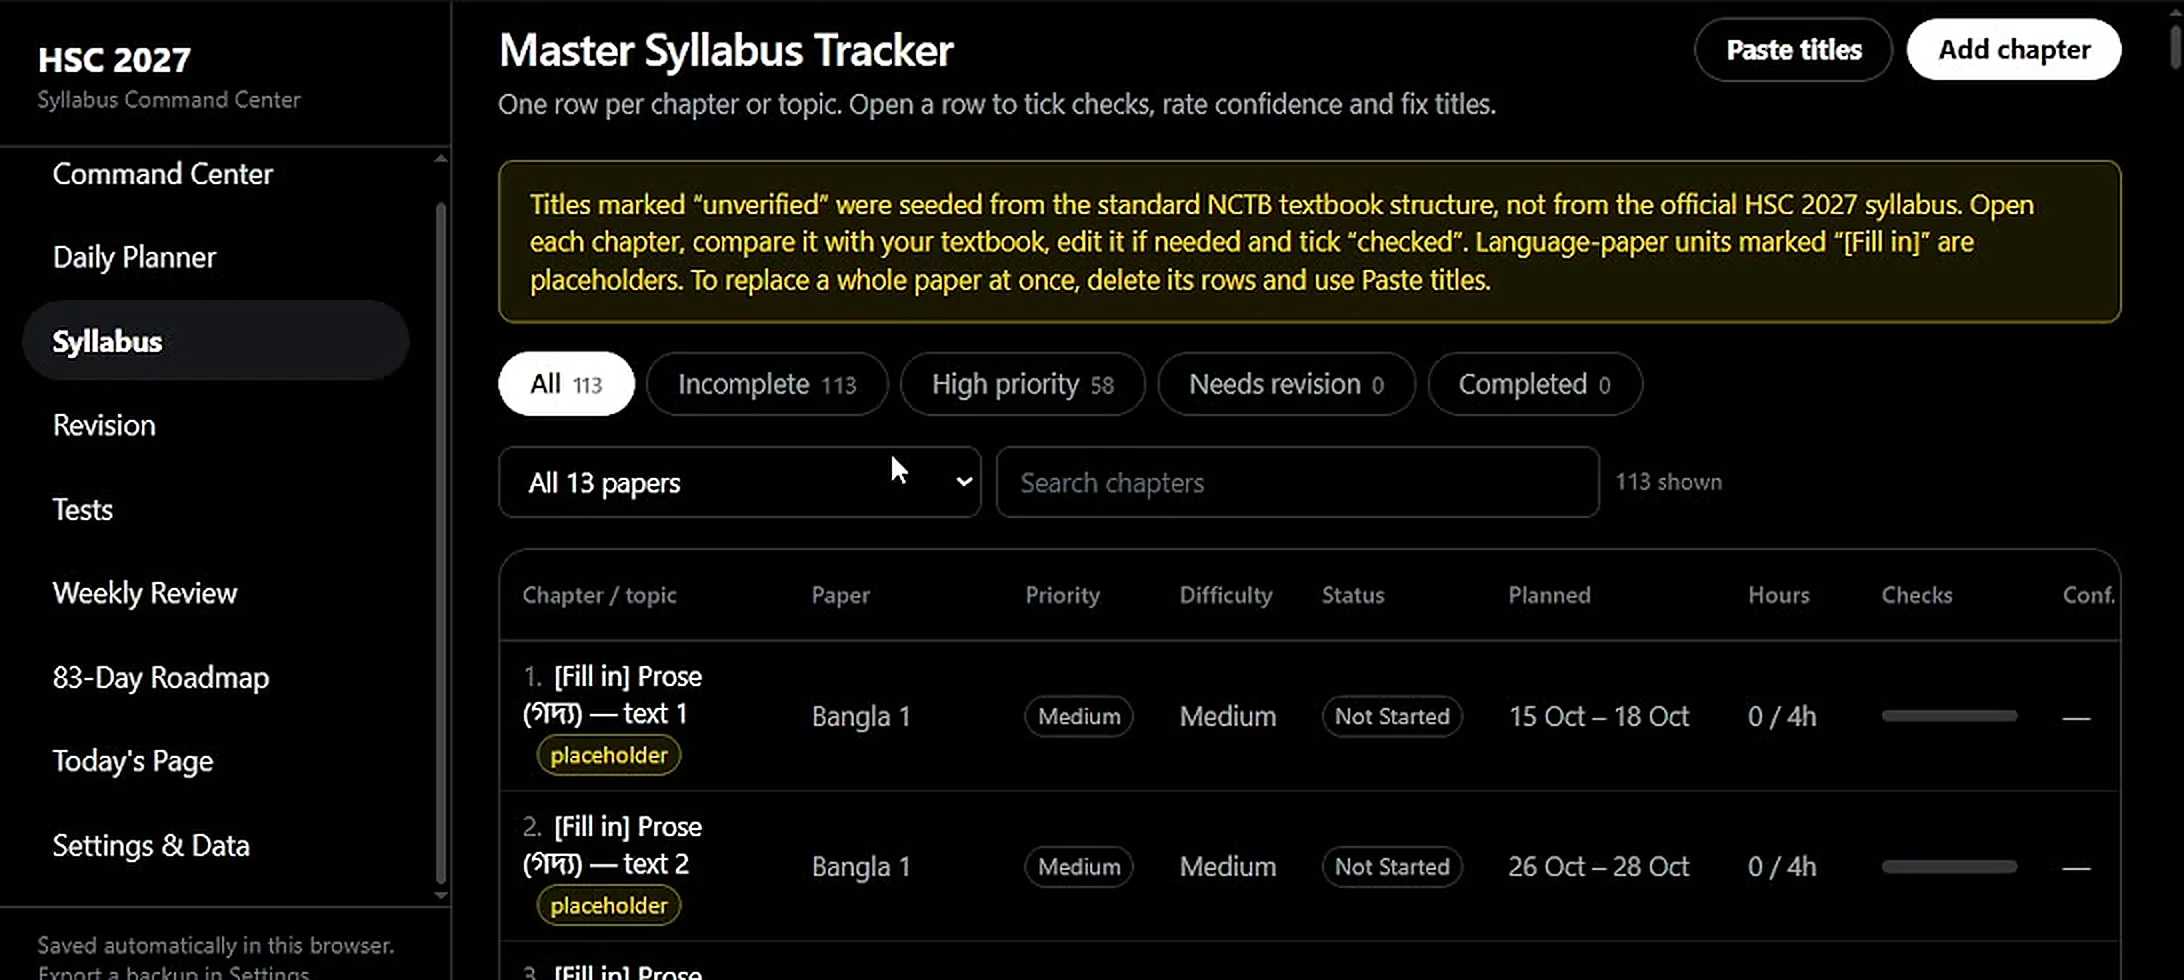 HSC 2027
Syllabus Command Center
Command Center
Daily Planner
Syllabus
Revision
Tests
Weekly Review
83-Day Roadmap
Today's Page
Settings & Data
Saved automatically in this browser.
Export a backup in Settings.
Master Syllabus Tracker
Paste titles
Add chapter
One row per chapter or topic. Open a row to tick checks, rate confidence and fix titles.
Titles marked “unverified” were seeded from the standard NCTB textbook structure, not from the official HSC 2027 syllabus. Open
each chapter, compare it with your textbook, edit it if needed and tick “checked”. Language-paper units marked “[Fill in]” are
placeholders. To replace a whole paper at once, delete its rows and use Paste titles.
All 113
Incomplete 113
High priority 58
Needs revision 0
Completed 0
All 13 papers
Search chapters
113 shown
Chapter / topic Paper Priority Difficulty Status Planned Hours Checks Conf.
1. [Fill in] Prose
(গদ্য) — text 1
placeholder
Bangla 1 Medium Medium Not Started 15 Oct – 18 Oct 0 / 4h —
2. [Fill in] Prose
(গদ্য) — text 2
placeholder
Bangla 1 Medium Medium Not Started 26 Oct – 28 Oct 0 / 4h —
3. [Fill in] Prose